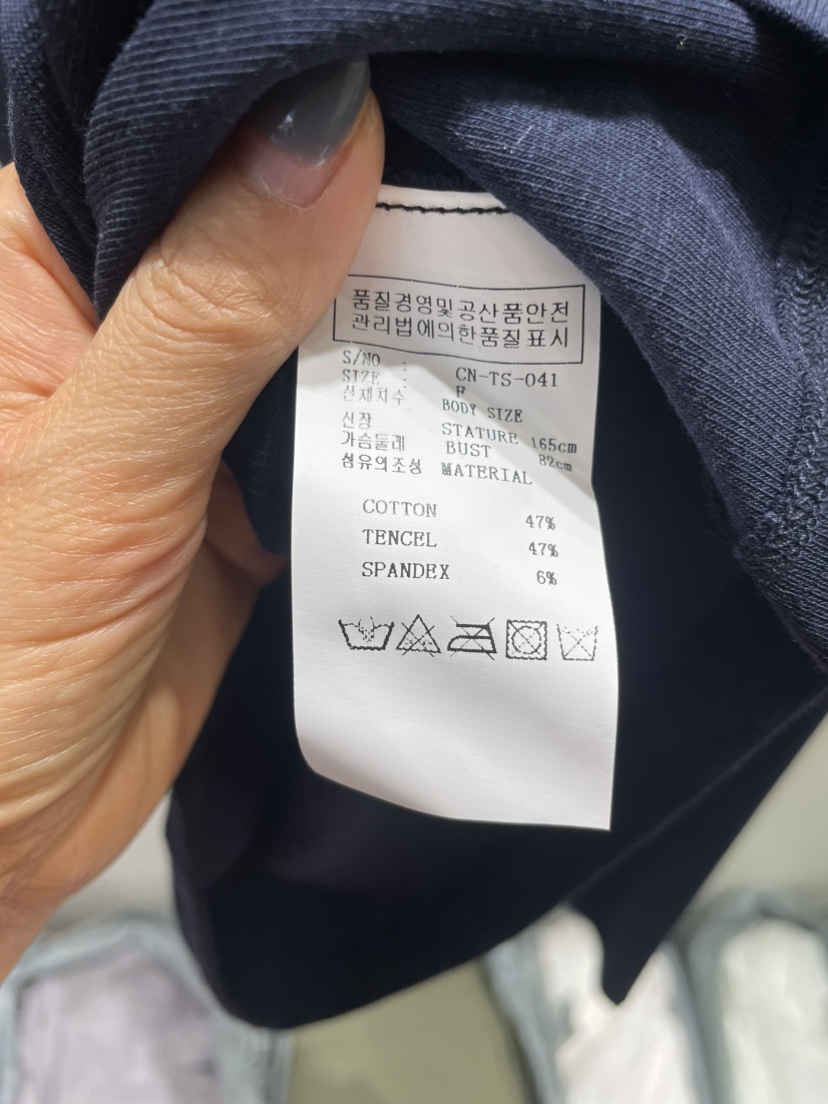 품질경영및공산품안전
관리법에의한품질표시
S/NO : CN-TS-041
SIZE : F
신체치수 BODY SIZE
신장 STATURE 165cm
가슴둘레 BUST 82cm
섬유의조성 MATERIAL
COTTON 47%
TENCEL 47%
SPANDEX 6%